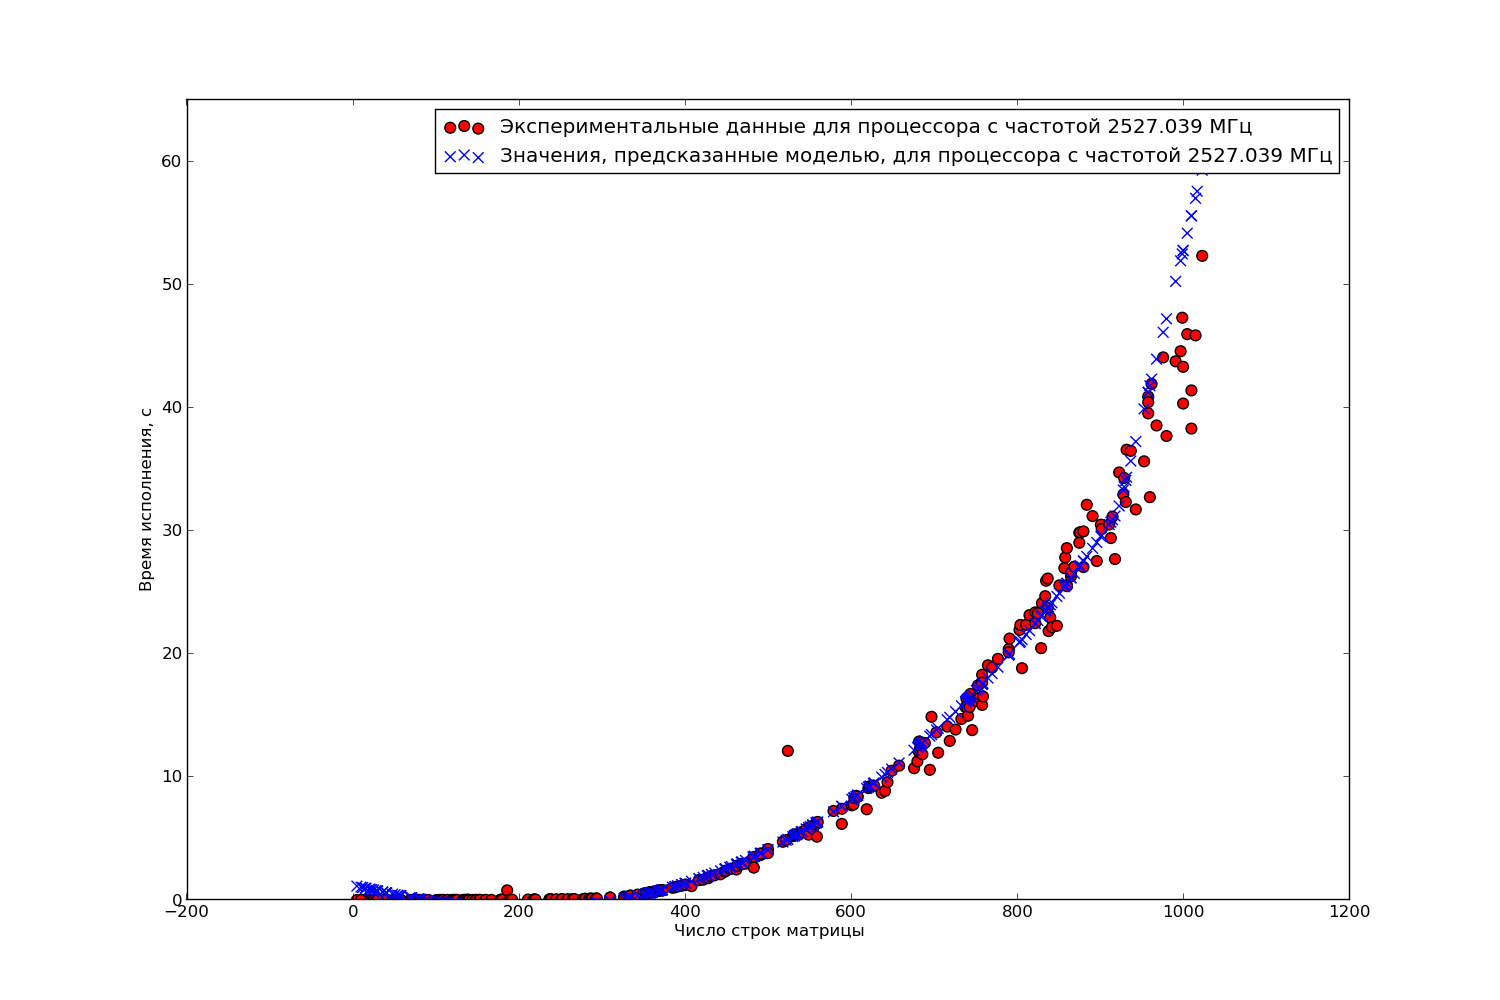 Экспериментальные данные для процессора с частотой 2527.039 МГц
Значения, предсказанные моделью, для процессора с частотой 2527.039 МГц
60
50
40
30
20
10
0
Время исполнения, с
−200 0 200 400 600 800 1000 1200
Число строк матрицы